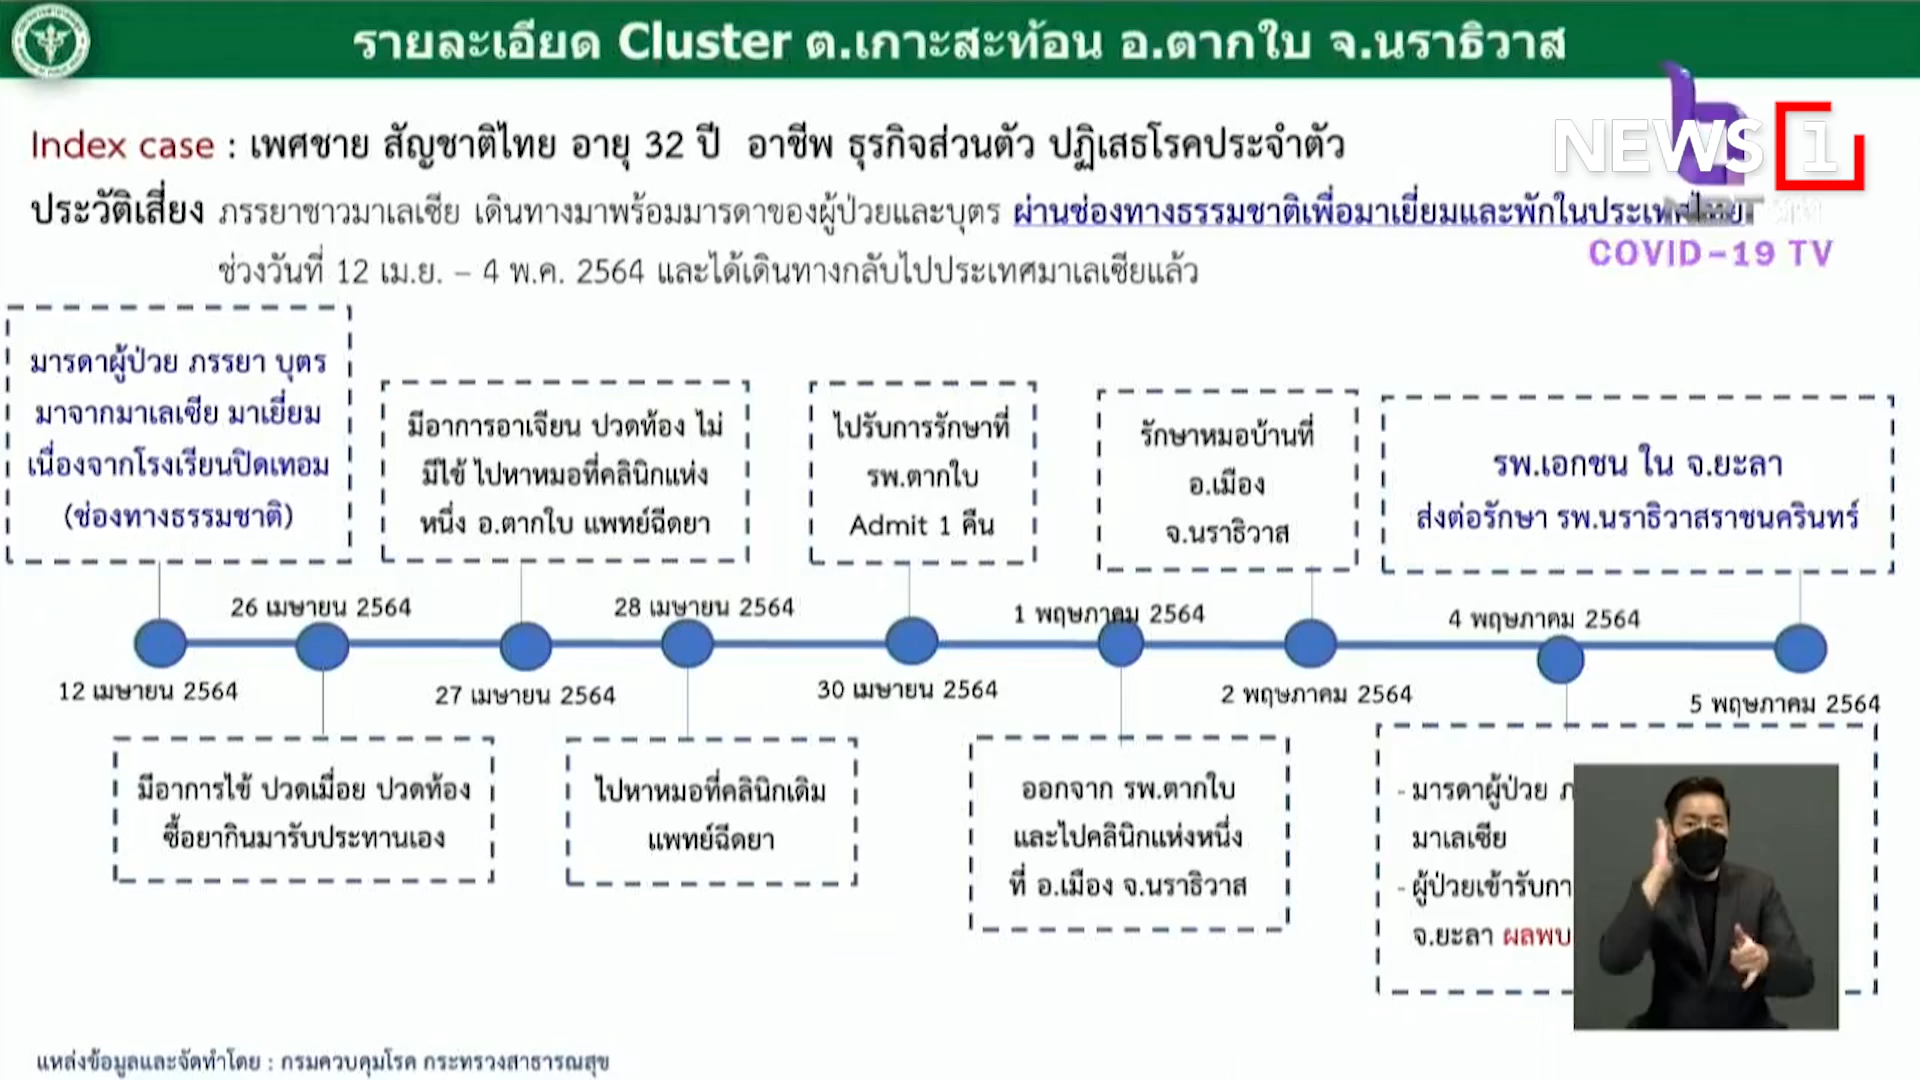 รายละเอียด Cluster ต.เกาะสะท้อน อ.ตากใบ จ.นราธิวาส
NEWS 1
Index case : เพศชาย สัญชาติไทย อายุ 32 ปี อาชีพ ธุรกิจส่วนตัว ปฏิเสธโรคประจำตัว
ประวัติเสี่ยง ภรรยาชาวมาเลเซีย เดินทางมาพร้อมมารดาของผู้ป่วยและบุตร ผ่านช่องทางธรรมชาติเพื่อมาเยี่ยมและพักในประเทศไทย
COVID-19 TV
ช่วงวันที่ 12 เม.ย. – 4 พ.ค. 2564 และได้เดินทางกลับไปประเทศมาเลเซียแล้ว
มารดาผู้ป่วย ภรรยา บุตร
มาจากมาเลเซีย มาเยี่ยม
เนื่องจากโรงเรียนปิดเทอม
(ช่องทางธรรมชาติ)
มีอาการอาเจียน ปวดท้อง ไม่
มีไข้ ไปหาหมอที่คลินิกแห่ง
หนึ่ง อ.ตากใบ แพทย์ฉีดยา
ไปรับการรักษาที่
รพ.ตากใบ
Admit 1 คืน
รักษาหมอบ้านที่
อ.เมือง
จ.นราธิวาส
รพ.เอกชน ใน จ.ยะลา
ส่งต่อรักษา รพ.นราธิวาสราชนครินทร์
26 เมษายน 2564
28 เมษายน 2564
1 พฤษภาคม 2564
4 พฤษภาคม 2564
12 เมษายน 2564
27 เมษายน 2564
30 เมษายน 2564
2 พฤษภาคม 2564
5 พฤษภาคม 2564
มีอาการไข้ ปวดเมื่อย ปวดท้อง
ซื้อยากินมารับประทานเอง
ไปหาหมอที่คลินิกเดิม
แพทย์ฉีดยา
ออกจาก รพ.ตากใบ
และไปคลินิกแห่งหนึ่ง
ที่ อ.เมือง จ.นราธิวาส
- มารดาผู้ป่วย
มาเลเซีย
- ผู้ป่วยเข้ารับกา
จ.ยะลา ผลพบ
แหล่งข้อมูลและจัดทำโดย : กรมควบคุมโรค กระทรวงสาธารณสุข